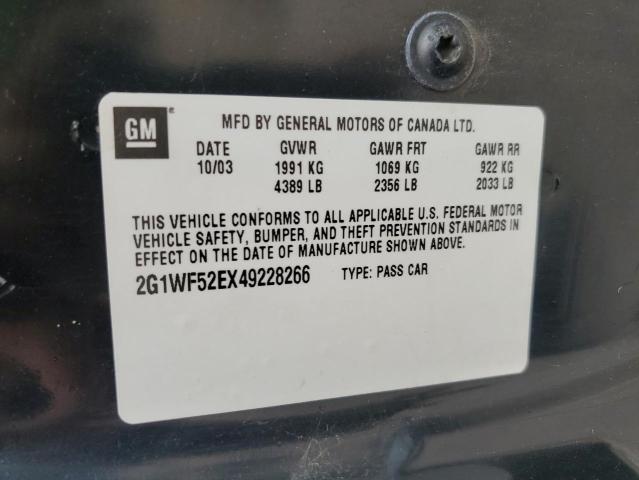 GM ®
MFD BY GENERAL MOTORS OF CANADA LTD.
DATE GVWR GAWR FRT GAWR RR
10/03 1991 KG 1069 KG 922 KG
4389 LB 2356 LB 2033 LB
THIS VEHICLE CONFORMS TO ALL APPLICABLE U.S. FEDERAL MOTOR
VEHICLE SAFETY, BUMPER, AND THEFT PREVENTION STANDARDS IN
EFFECT ON THE DATE OF MANUFACTURE SHOWN ABOVE.
2G1WF52EX49228266 TYPE: PASS CAR